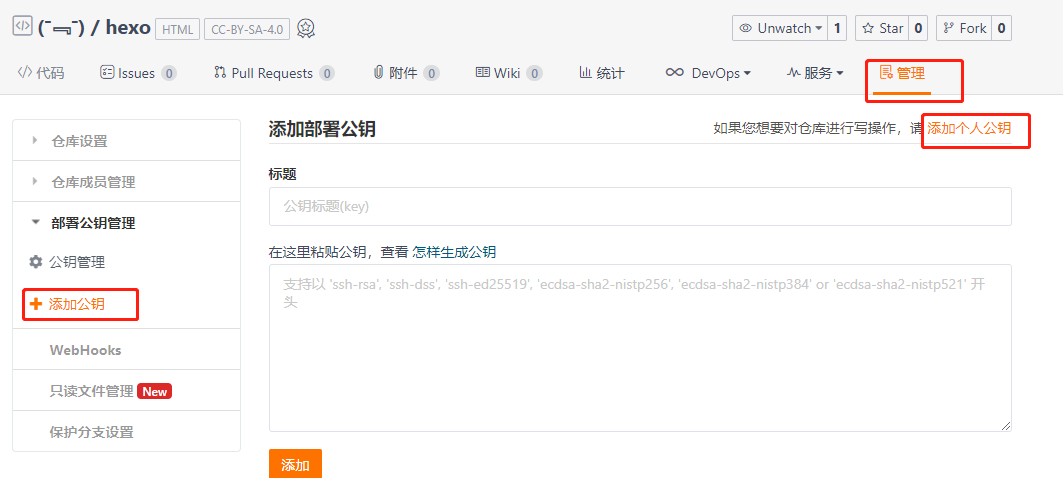 (¯﹃¯) / hexo HTML CC-BY-SA-4.0 Unwatch 1 Star 0 Fork 0
代码 Issues 0 Pull Requests 0 附件 0 Wiki 0 统计 DevOps 服务 管理
仓库设置
仓库成员管理
部署公钥管理
公钥管理
添加公钥
WebHooks
只读文件管理 New
保护分支设置
添加部署公钥 如果您想要对仓库进行写操作，请 添加个人公钥
标题
公钥标题(key)
在这里粘贴公钥，查看 怎样生成公钥
支持以 'ssh-rsa', 'ssh-dss', 'ssh-ed25519', 'ecdsa-sha2-nistp256', 'ecdsa-sha2-nistp384' or 'ecdsa-sha2-nistp521' 开
头
添加